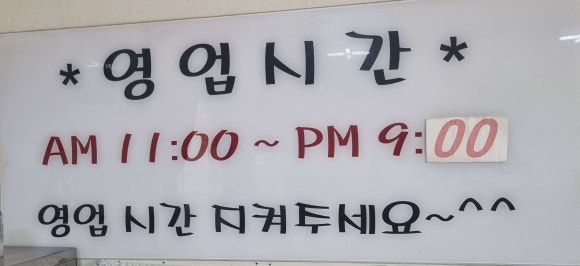 * 영업시간 *
AM 11:00 ~ PM 9:00
영업 시간 지켜주세요~^^